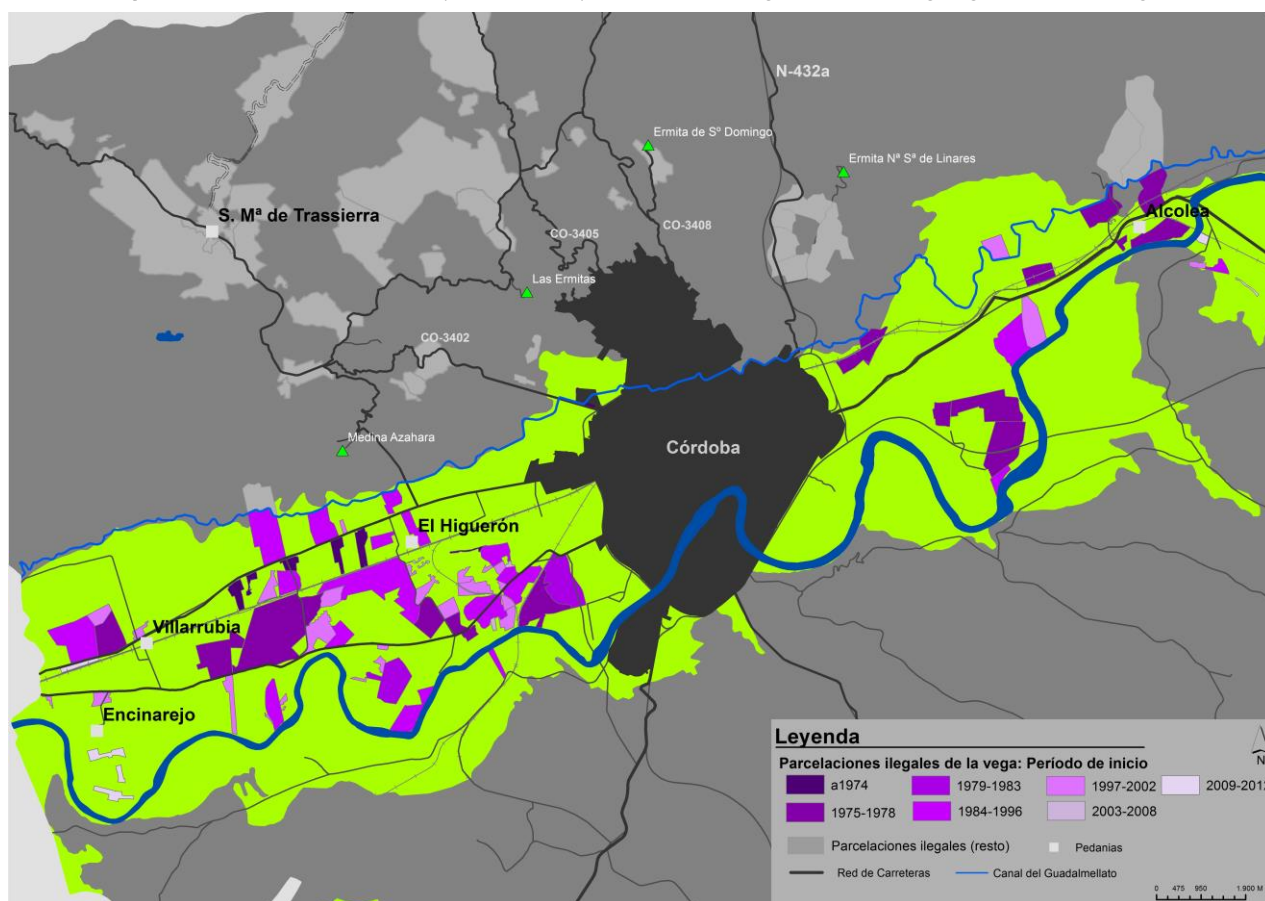 N-432a
Ermita de Sº Domingo
Ermita Nª Sª de Linares
S. Mª de Trassierra
Alcolea
CO-3405
CO-3408
Las Ermitas
CO-3402
Medina Azahara
Córdoba
El Higuerón
Villarrubia
Encinarejo
Leyenda
N
Parcelaciones ilegales de la vega: Período de inicio
a1974
1979-1983
1997-2002
2009-2012
1975-1978
1984-1996
2003-2008
Parcelaciones ilegales (resto)
Pedanias
Red de Carreteras
Canal del Guadalmellato
0 475 950 1.900 M